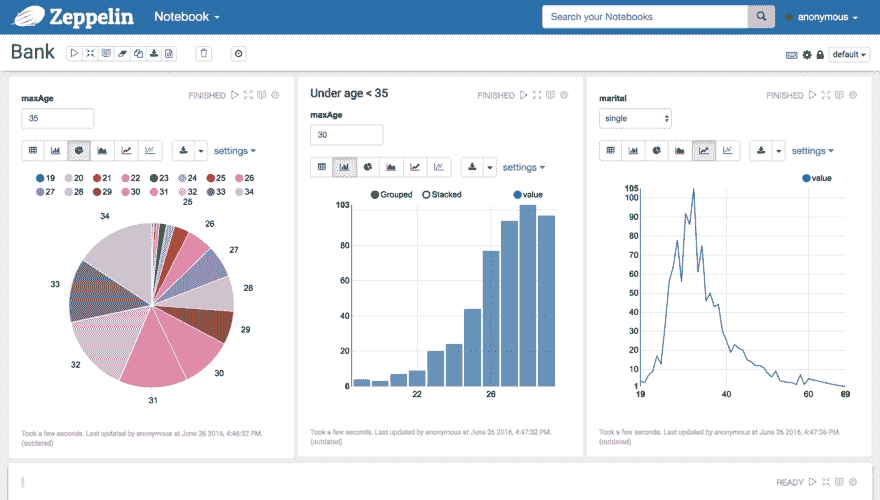 Zeppelin Notebook Search your Notebooks anonymous
Bank default
FINISHED
maxAge
35
settings
19 20 21 22 23 24 25 26
27 28 29 30 31 32 33 34
25
34 26
27
33 28
29
32 30
31
Took a few seconds. Last updated by anonymous at June 26 2016, 4:46:52 PM.
(outdated)
Under age < 35 FINISHED
maxAge
30
settings
Grouped Stacked value
103
80
60
40
20
0
22 26
Took a few seconds. Last updated by anonymous at June 26 2016, 4:47:22 PM.
(outdated)
FINISHED
marital
single
settings
value
105
100
90
80
70
60
50
40
30
20
10
1
19 40 60 69
Took a few seconds. Last updated by anonymous at June 26 2016, 4:47:36 PM.
(outdated)
READY